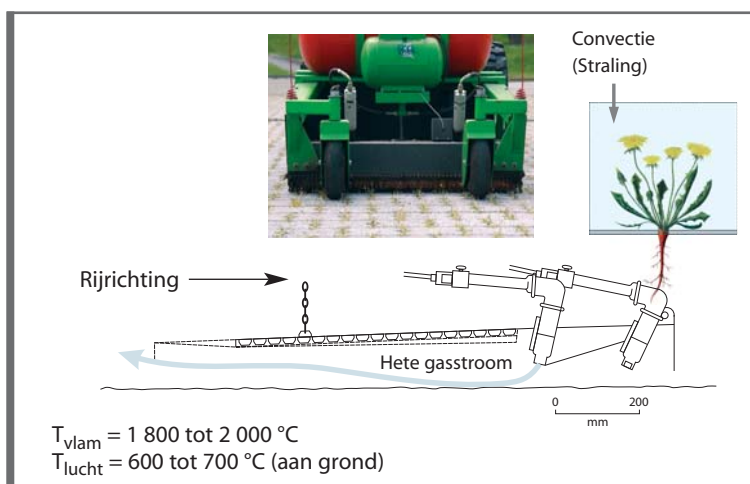 Convectie
(Straling)
Rijrichting
Hete gasstroom
0 200
mm
T_vlam = 1 800 tot 2 000 °C
T_lucht = 600 tot 700 °C (aan grond)